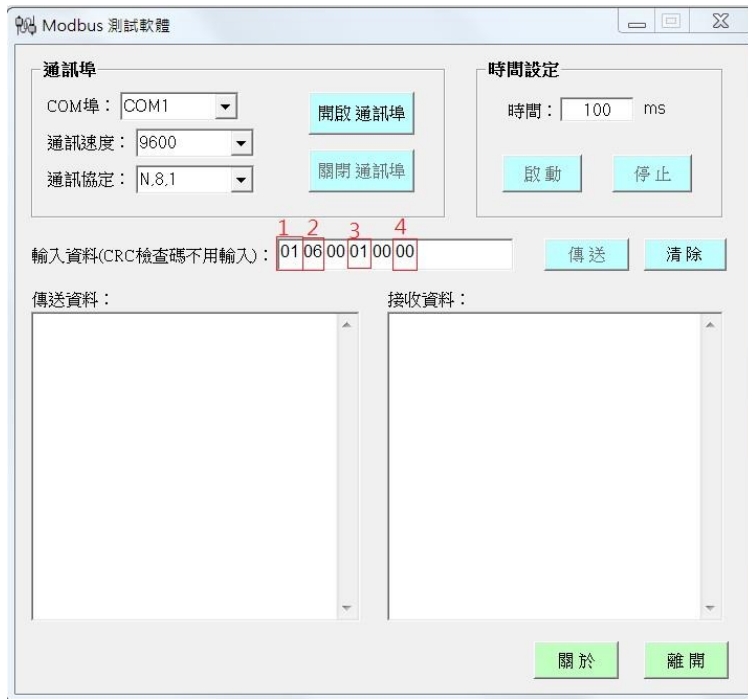 Modbus 測試軟體
通訊埠
COM埠： COM1
開啟 通訊埠
通訊速度： 9600
通訊協定： N,8,1
關閉 通訊埠
時間設定
時間： 100 ms
啟 動 停 止
1 2 3 4
輸入資料(CRC檢查碼不用輸入)： 01 06 00 01 00 00 傳 送 清 除
傳送資料： 接收資料：
關 於 離 開